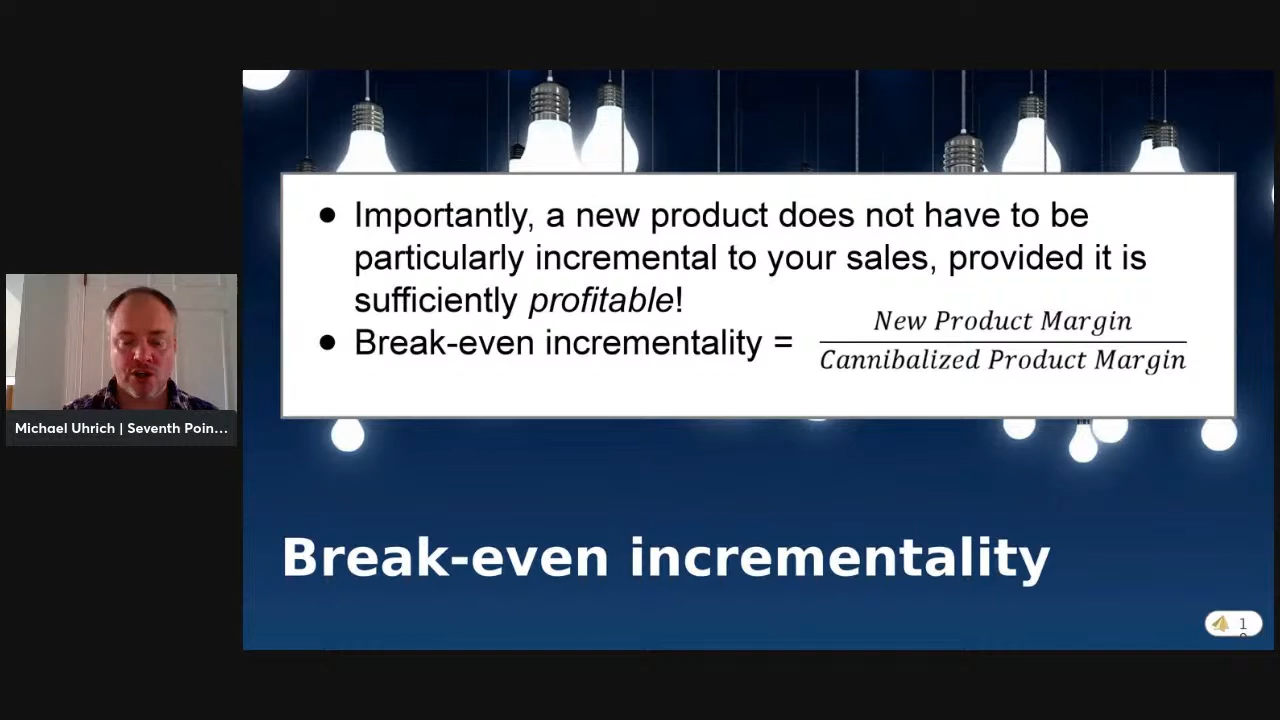 ● Importantly, a new product does not have to be
particularly incremental to your sales, provided it is
sufficiently profitable!
● Break-even incrementality = New Product Margin
Cannibalized Product Margin
Michael Uhrich | Seventh Poin...
Break-even incrementality
1